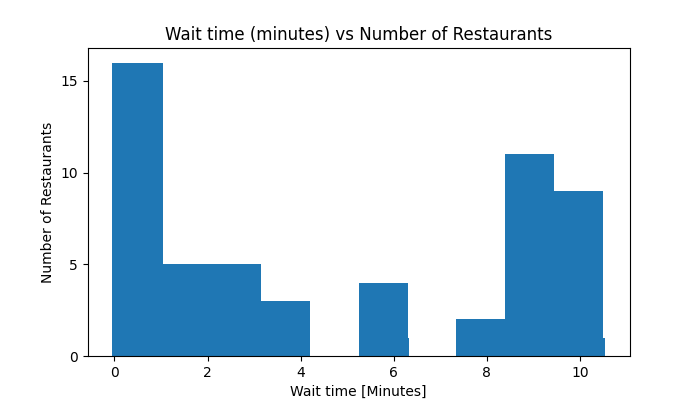 Wait time (minutes) vs Number of Restaurants
15
10
5
0
Number of Restaurants
0 2 4 6 8 10
Wait time [Minutes]